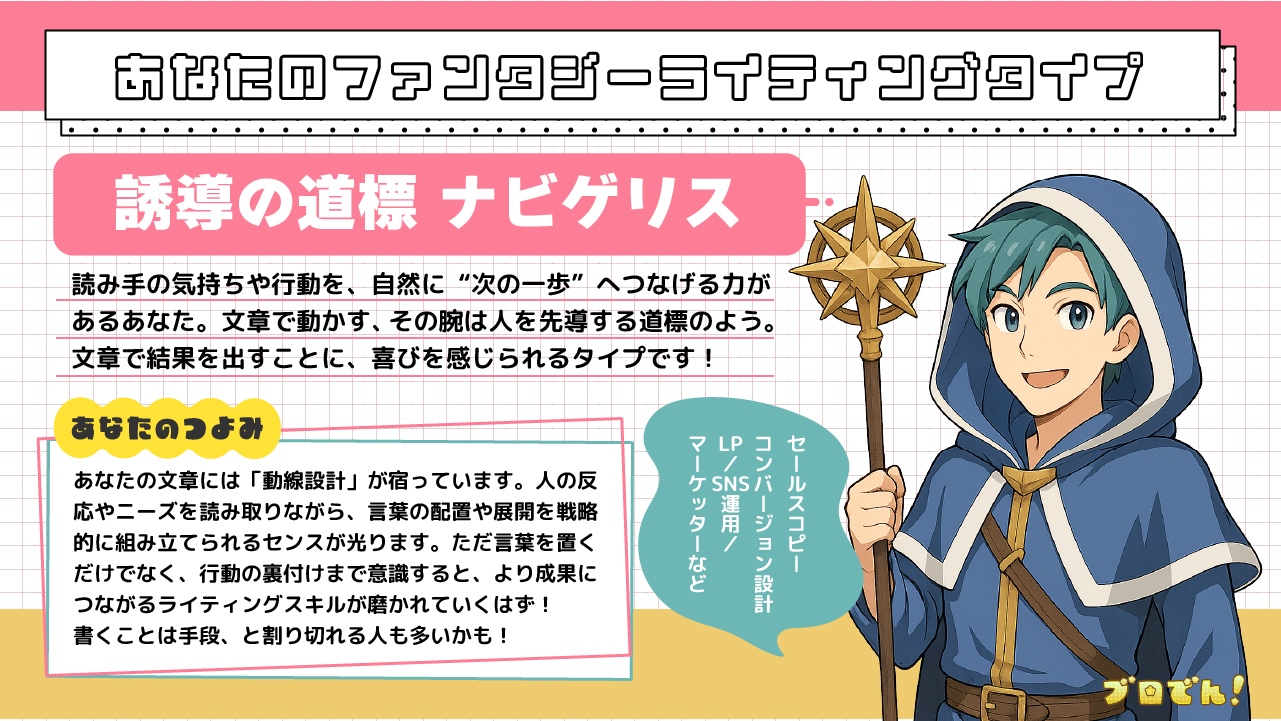 あなたのファンタジーライティングタイプ
誘導の道標 ナビゲリス
読み手の気持ちや行動を、自然に“次の一歩”へつなげる力が
あるあなた。文章で動かす、その腕は人を先導する道標のよう。
文章で結果を出すことに、喜びを感じられるタイプです！
あなたのつよみ
あなたの文章には「動線設計」が宿っています。人の反
応やニーズを読み取りながら、言葉の配置や展開を戦略
的に組み立てられるセンスが光ります。ただ言葉を置く
だけでなく、行動の裏付けまで意識すると、より成果に
つながるライティングスキルが磨かれていくはず！
書くことは手段、と割り切れる人も多いかも！
セールスコピー
コンバージョン設計
LP／SNS運用／
マーケッターなど
ブロでん！